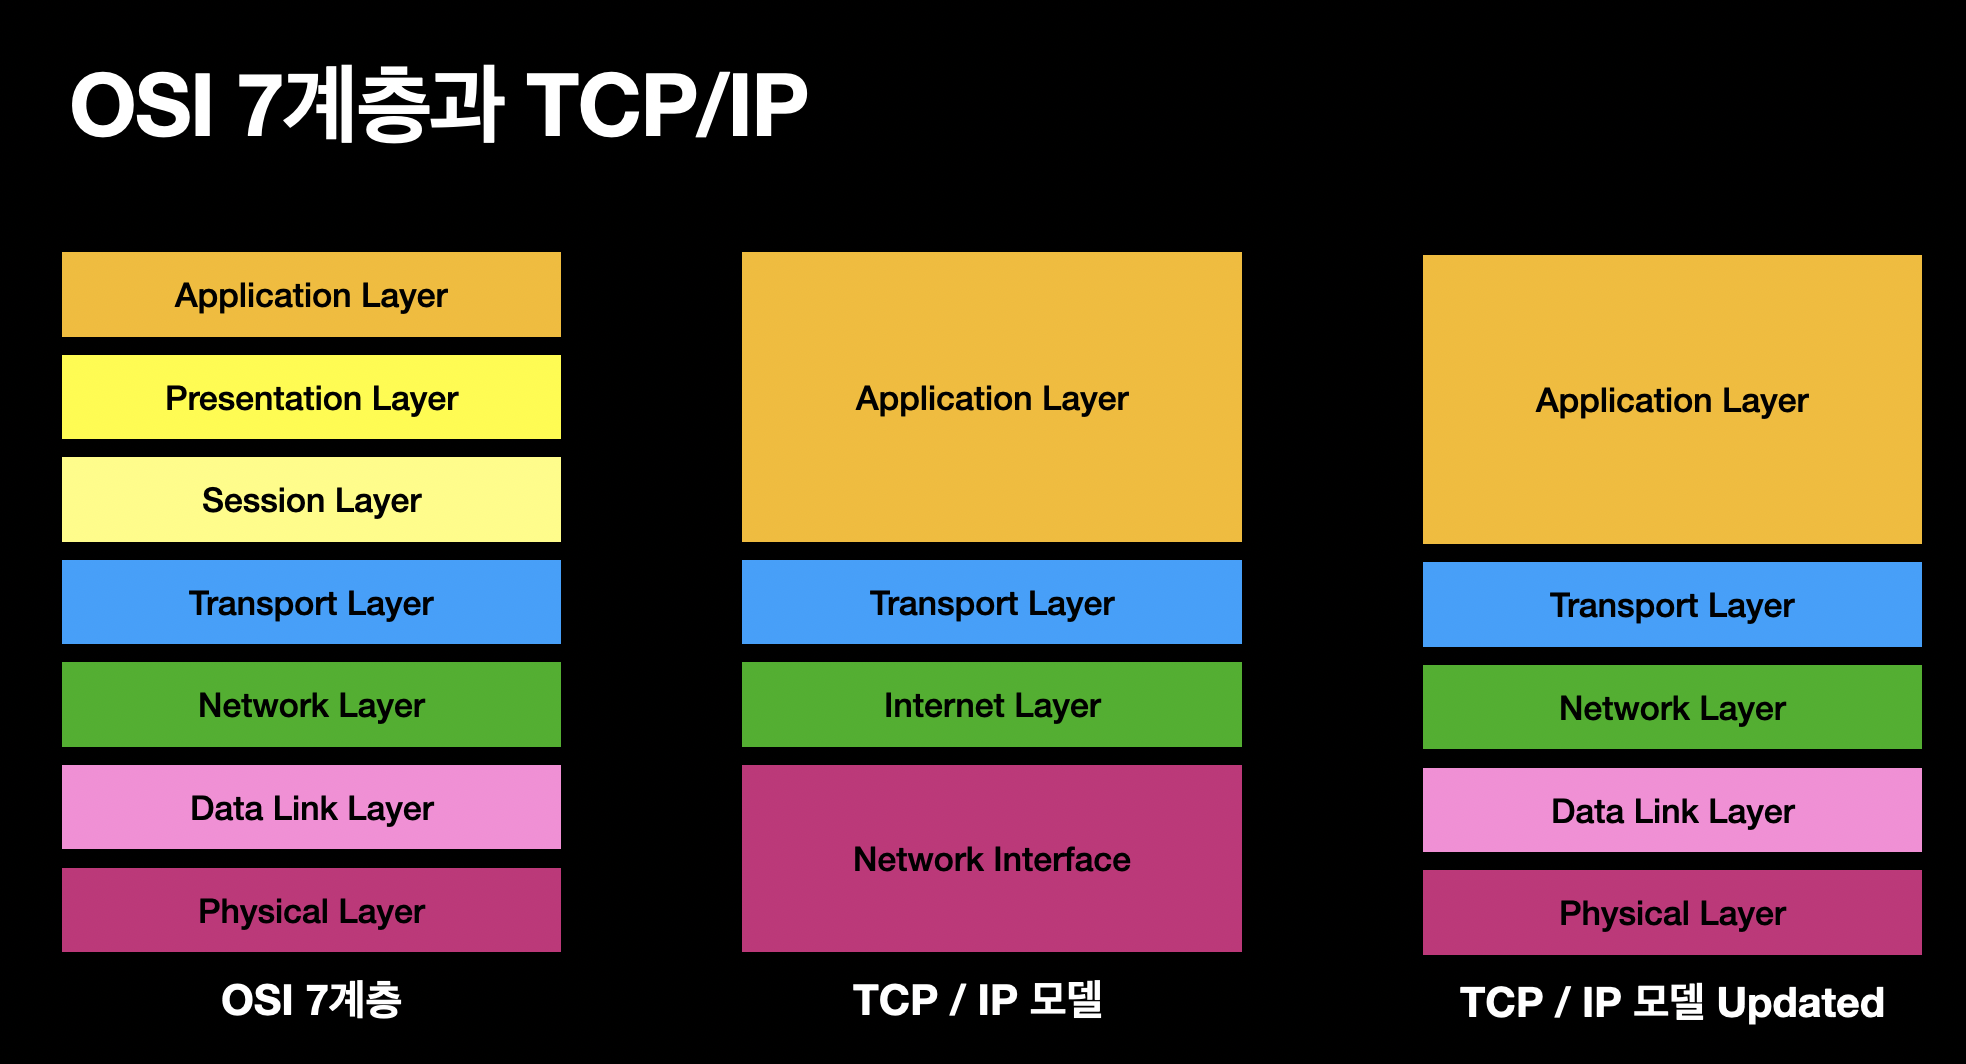 OSI 7계층과 TCP/IP
Application Layer
Presentation Layer
Session Layer
Transport Layer
Network Layer
Data Link Layer
Physical Layer
OSI 7계층
Application Layer
Transport Layer
Internet Layer
Network Interface
TCP / IP 모델
Application Layer
Transport Layer
Network Layer
Data Link Layer
Physical Layer
TCP / IP 모델 Updated